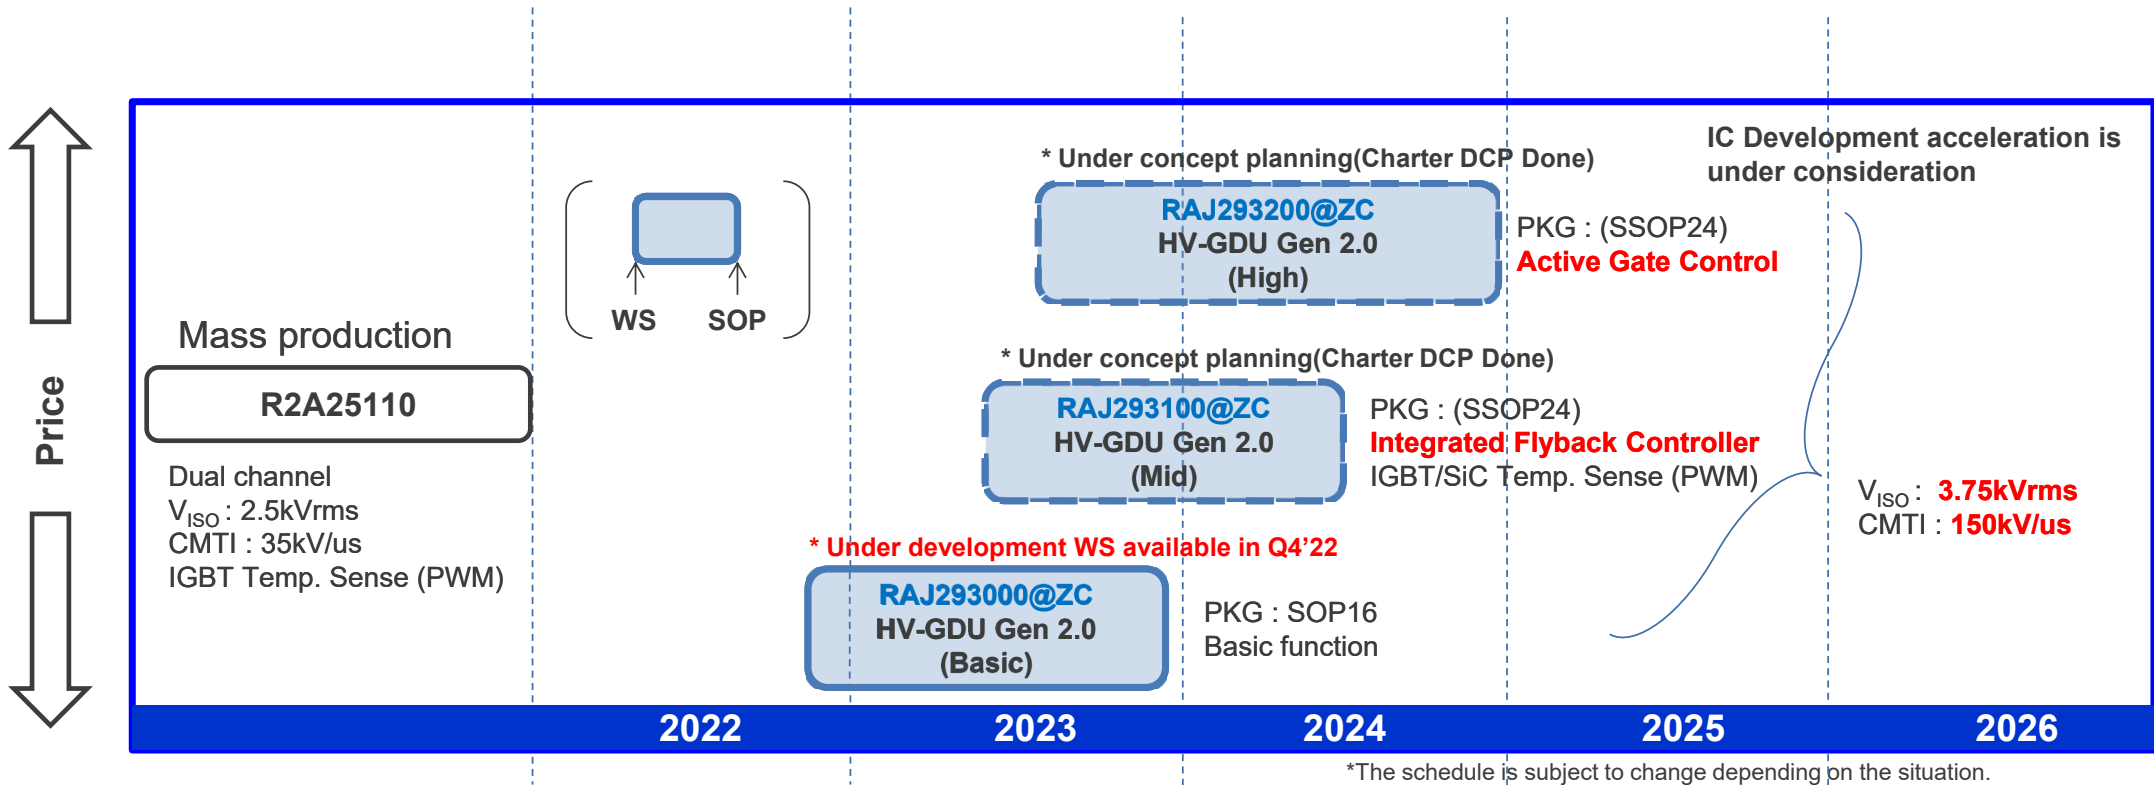 Price
Mass production
R2A25110
Dual channel
VISO : 2.5kVrms
CMTI : 35kV/us
IGBT Temp. Sense (PWM)
WS SOP
* Under concept planning(Charter DCP Done)
RAJ293200@ZC
HV-GDU Gen 2.0
(High)
PKG : (SSOP24)
Active Gate Control
* Under concept planning(Charter DCP Done)
RAJ293100@ZC
HV-GDU Gen 2.0
(Mid)
PKG : (SSOP24)
Integrated Flyback Controller
IGBT/SiC Temp. Sense (PWM)
* Under development WS available in Q4’22
RAJ293000@ZC
HV-GDU Gen 2.0
(Basic)
PKG : SOP16
Basic function
IC Development acceleration is
under consideration
VISO : 3.75kVrms
CMTI : 150kV/us
2022 2023 2024 2025 2026
*The schedule is subject to change depending on the situation.